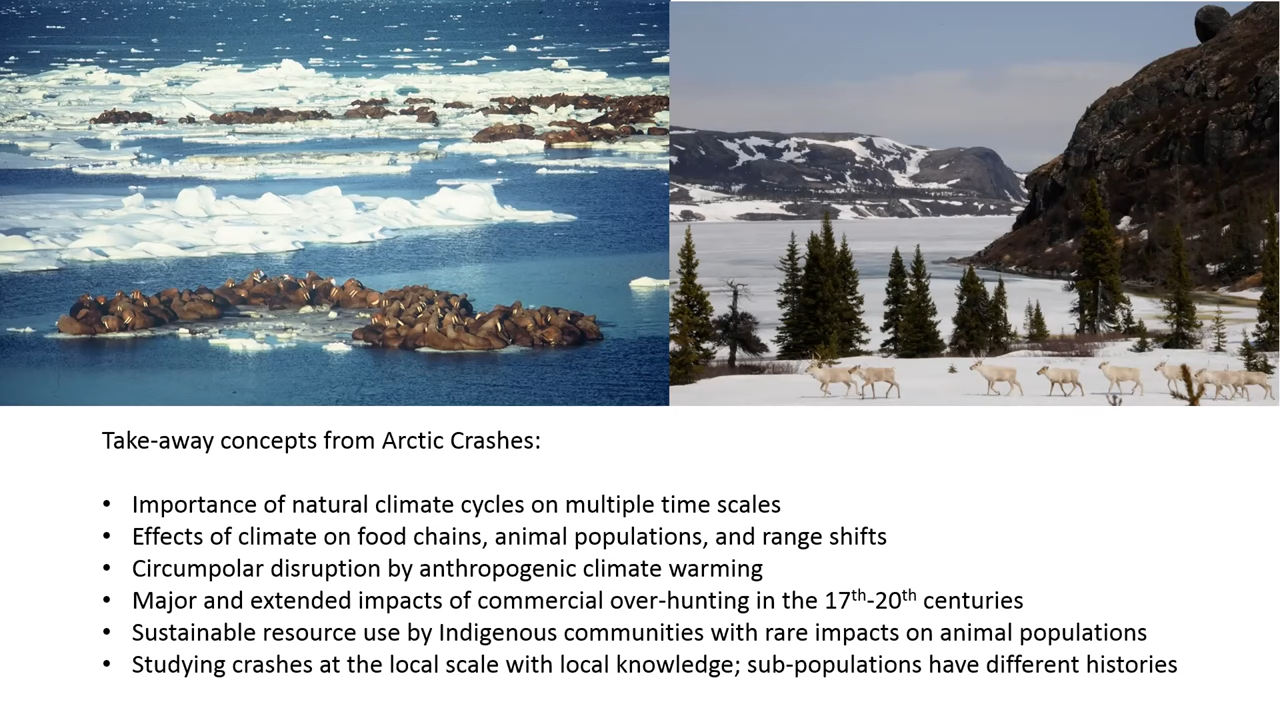 Take-away concepts from Arctic Crashes:
• Importance of natural climate cycles on multiple time scales
• Effects of climate on food chains, animal populations, and range shifts
• Circumpolar disruption by anthropogenic climate warming
• Major and extended impacts of commercial over-hunting in the 17th-20th centuries
• Sustainable resource use by Indigenous communities with rare impacts on animal populations
• Studying crashes at the local scale with local knowledge; sub-populations have different histories